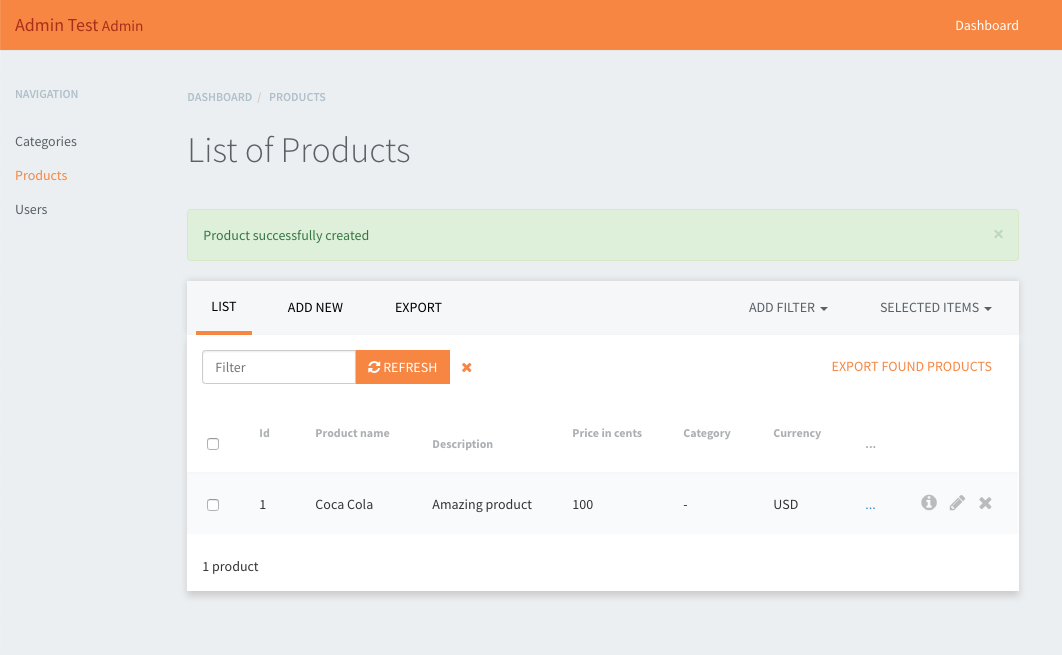 Admin Test Admin
Dashboard
NAVIGATION
Categories
Products
Users
DASHBOARD / PRODUCTS
List of Products
Product successfully created ×
LIST ADD NEW EXPORT ADD FILTER SELECTED ITEMS
Filter REFRESH EXPORT FOUND PRODUCTS
Id Product name Description Price in cents Category Currency ...
1 Coca Cola Amazing product 100 - USD ...
1 product